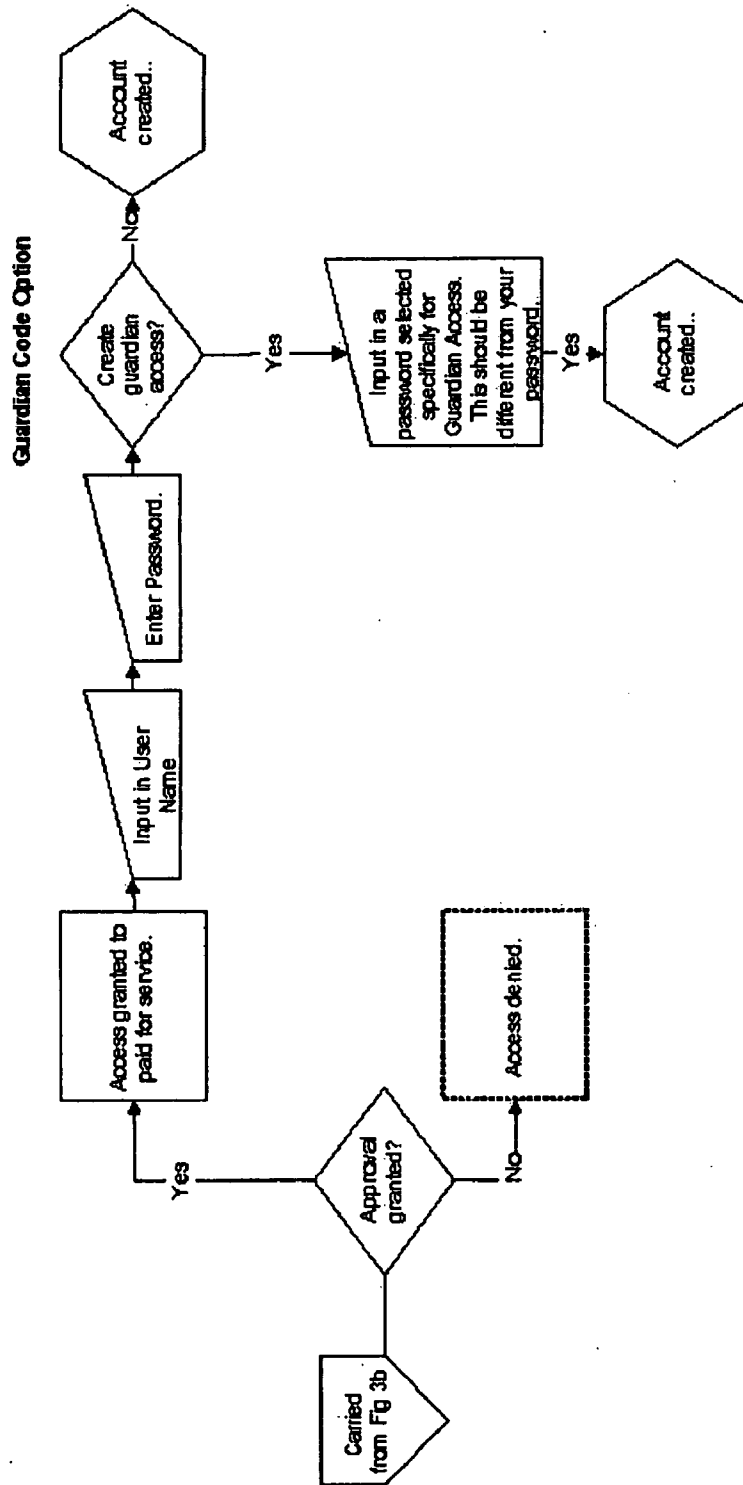 Guardian Code Option
Carried
from Fig 3b
Approval
granted?
Yes
No
Access granted to
paid for service.
Access denied.
Input in User
Name
Enter Password.
Create
guardian
access?
No
Account
created..
Yes
Input in a
password selected
specifically for
Guardian Access.
This should be
different from your
password.
Yes
Account
created..